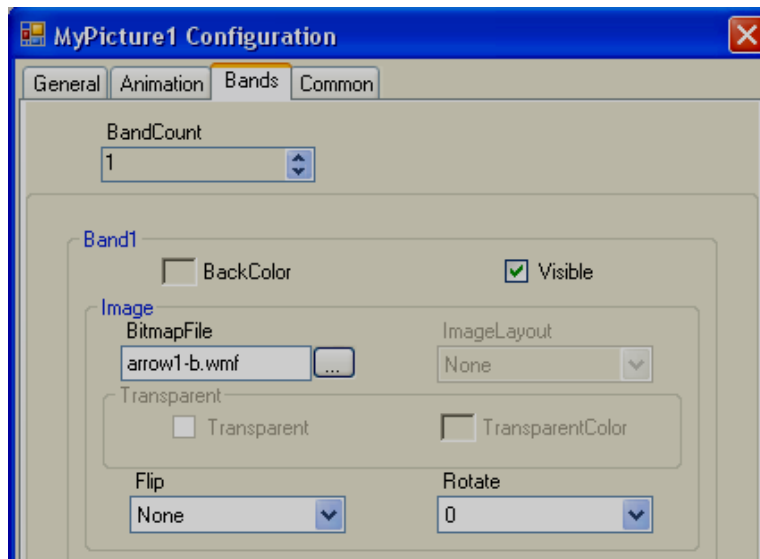 MyPicture1 Configuration
General Animation Bands Common
BandCount
1
Band1
BackColor Visible
Image
BitmapFile ImageLayout
arrow1-b.wmf ... None
Transparent
Transparent TransparentColor
Flip Rotate
None 0